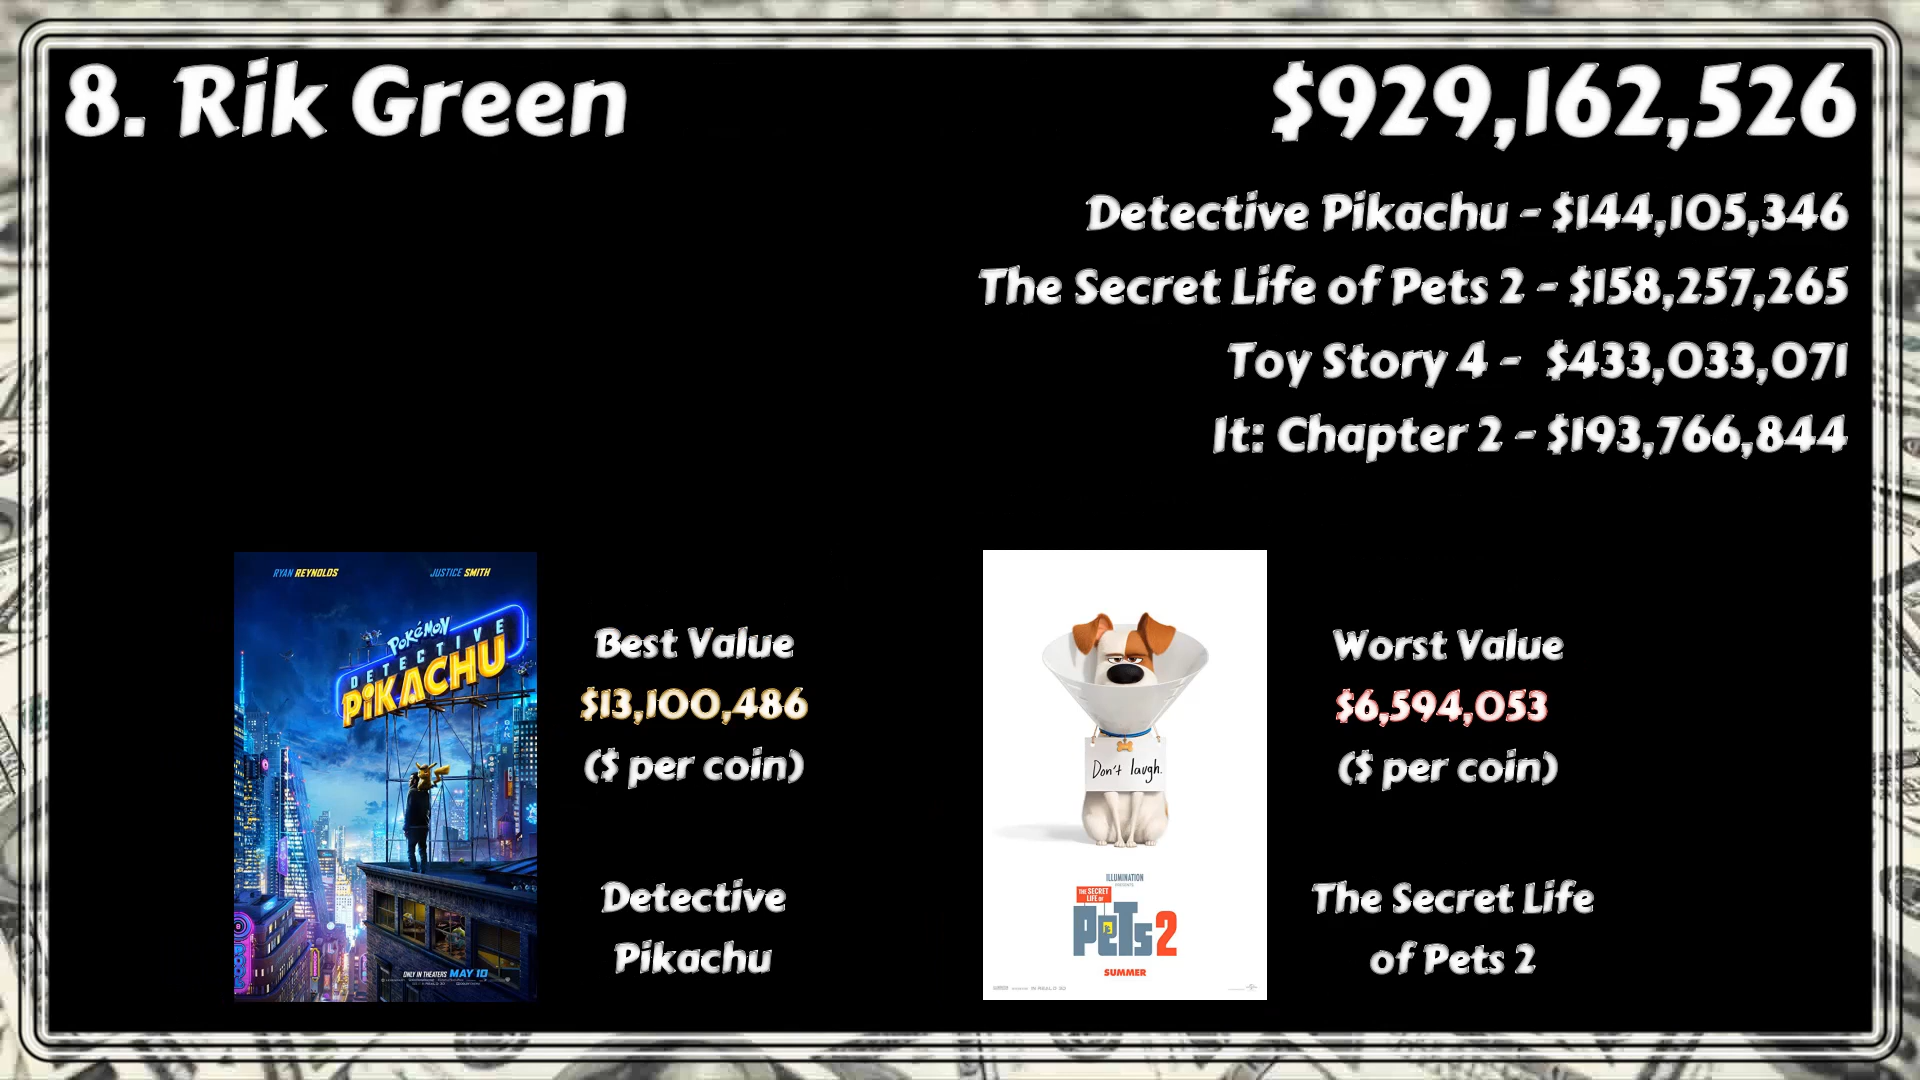 8. Rik Green
$929,162,526
Detective Pikachu - $144,105,346
The Secret Life of Pets 2 - $158,257,265
Toy Story 4 - $433,033,071
It: Chapter 2 - $193,766,844
RYAN REYNOLDS
JUSTICE SMITH
POKéMON
DETECTIVE
PIKACHU
ONLY IN THEATERS MAY 10
Best Value
$13,100,486
($ per coin)
Detective
Pikachu
Don't laugh.
ILLUMINATION
PRESENTS
THE SECRET
LIFE OF
PETS 2
SUMMER
Worst Value
$6,594,053
($ per coin)
The Secret Life
of Pets 2